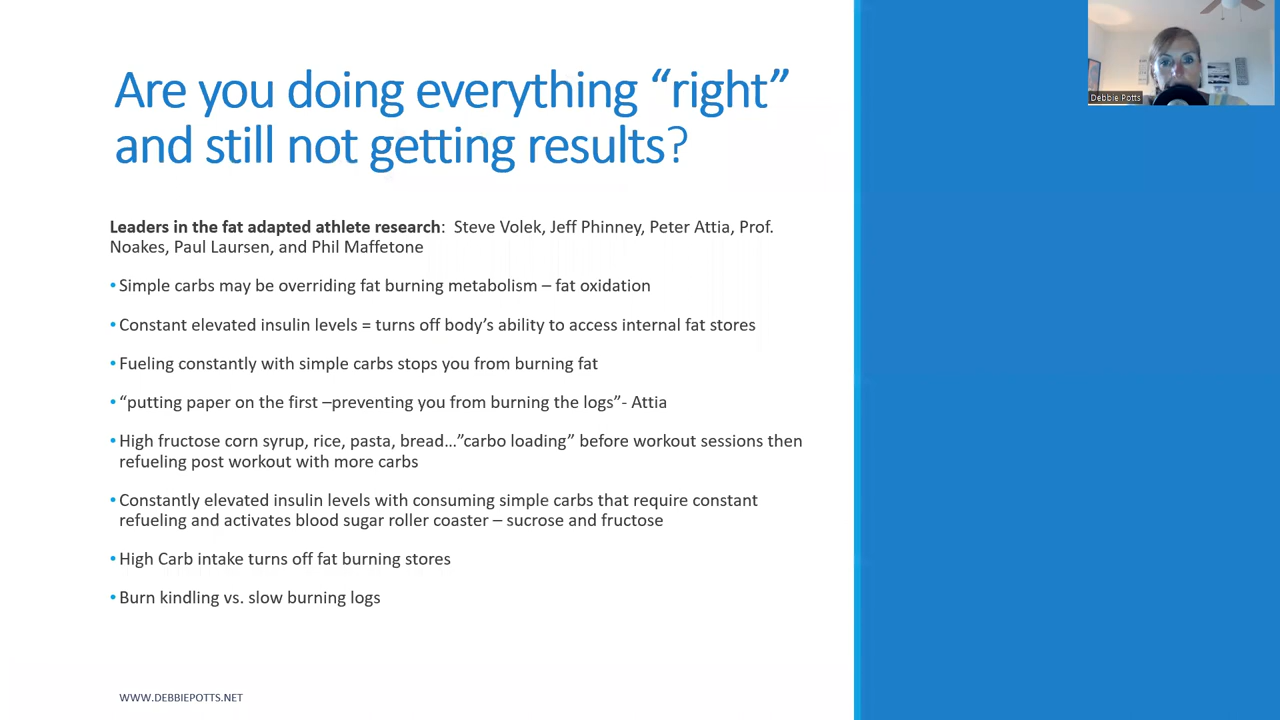 Are you doing everything “right”
and still not getting results?
Debbie Potts
Leaders in the fat adapted athlete research:  Steve Volek, Jeff Phinney, Peter Attia, Prof.
Noakes, Paul Laursen, and Phil Maffetone
•Simple carbs may be overriding fat burning metabolism – fat oxidation
•Constant elevated insulin levels = turns off body’s ability to access internal fat stores
•Fueling constantly with simple carbs stops you from burning fat
•“putting paper on the first –preventing you from burning the logs”- Attia
•High fructose corn syrup, rice, pasta, bread…”carbo loading” before workout sessions then
refueling post workout with more carbs
•Constantly elevated insulin levels with consuming simple carbs that require constant
refueling and activates blood sugar roller coaster – sucrose and fructose
•High Carb intake turns off fat burning stores
•Burn kindling vs. slow burning logs
WWW.DEBBIEPOTTS.NET